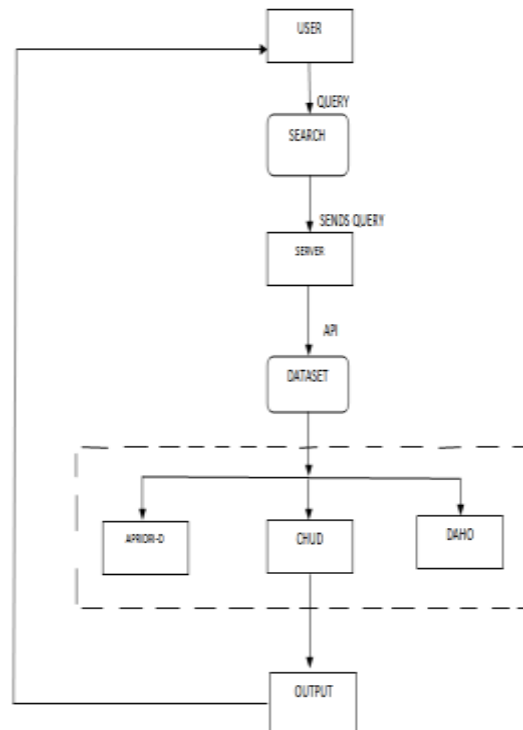 USER
QUERY
SEARCH
SENDS QUERY
SERVER
API
DATASET
APRIORI-D
CHUD
DAHO
OUTPUT